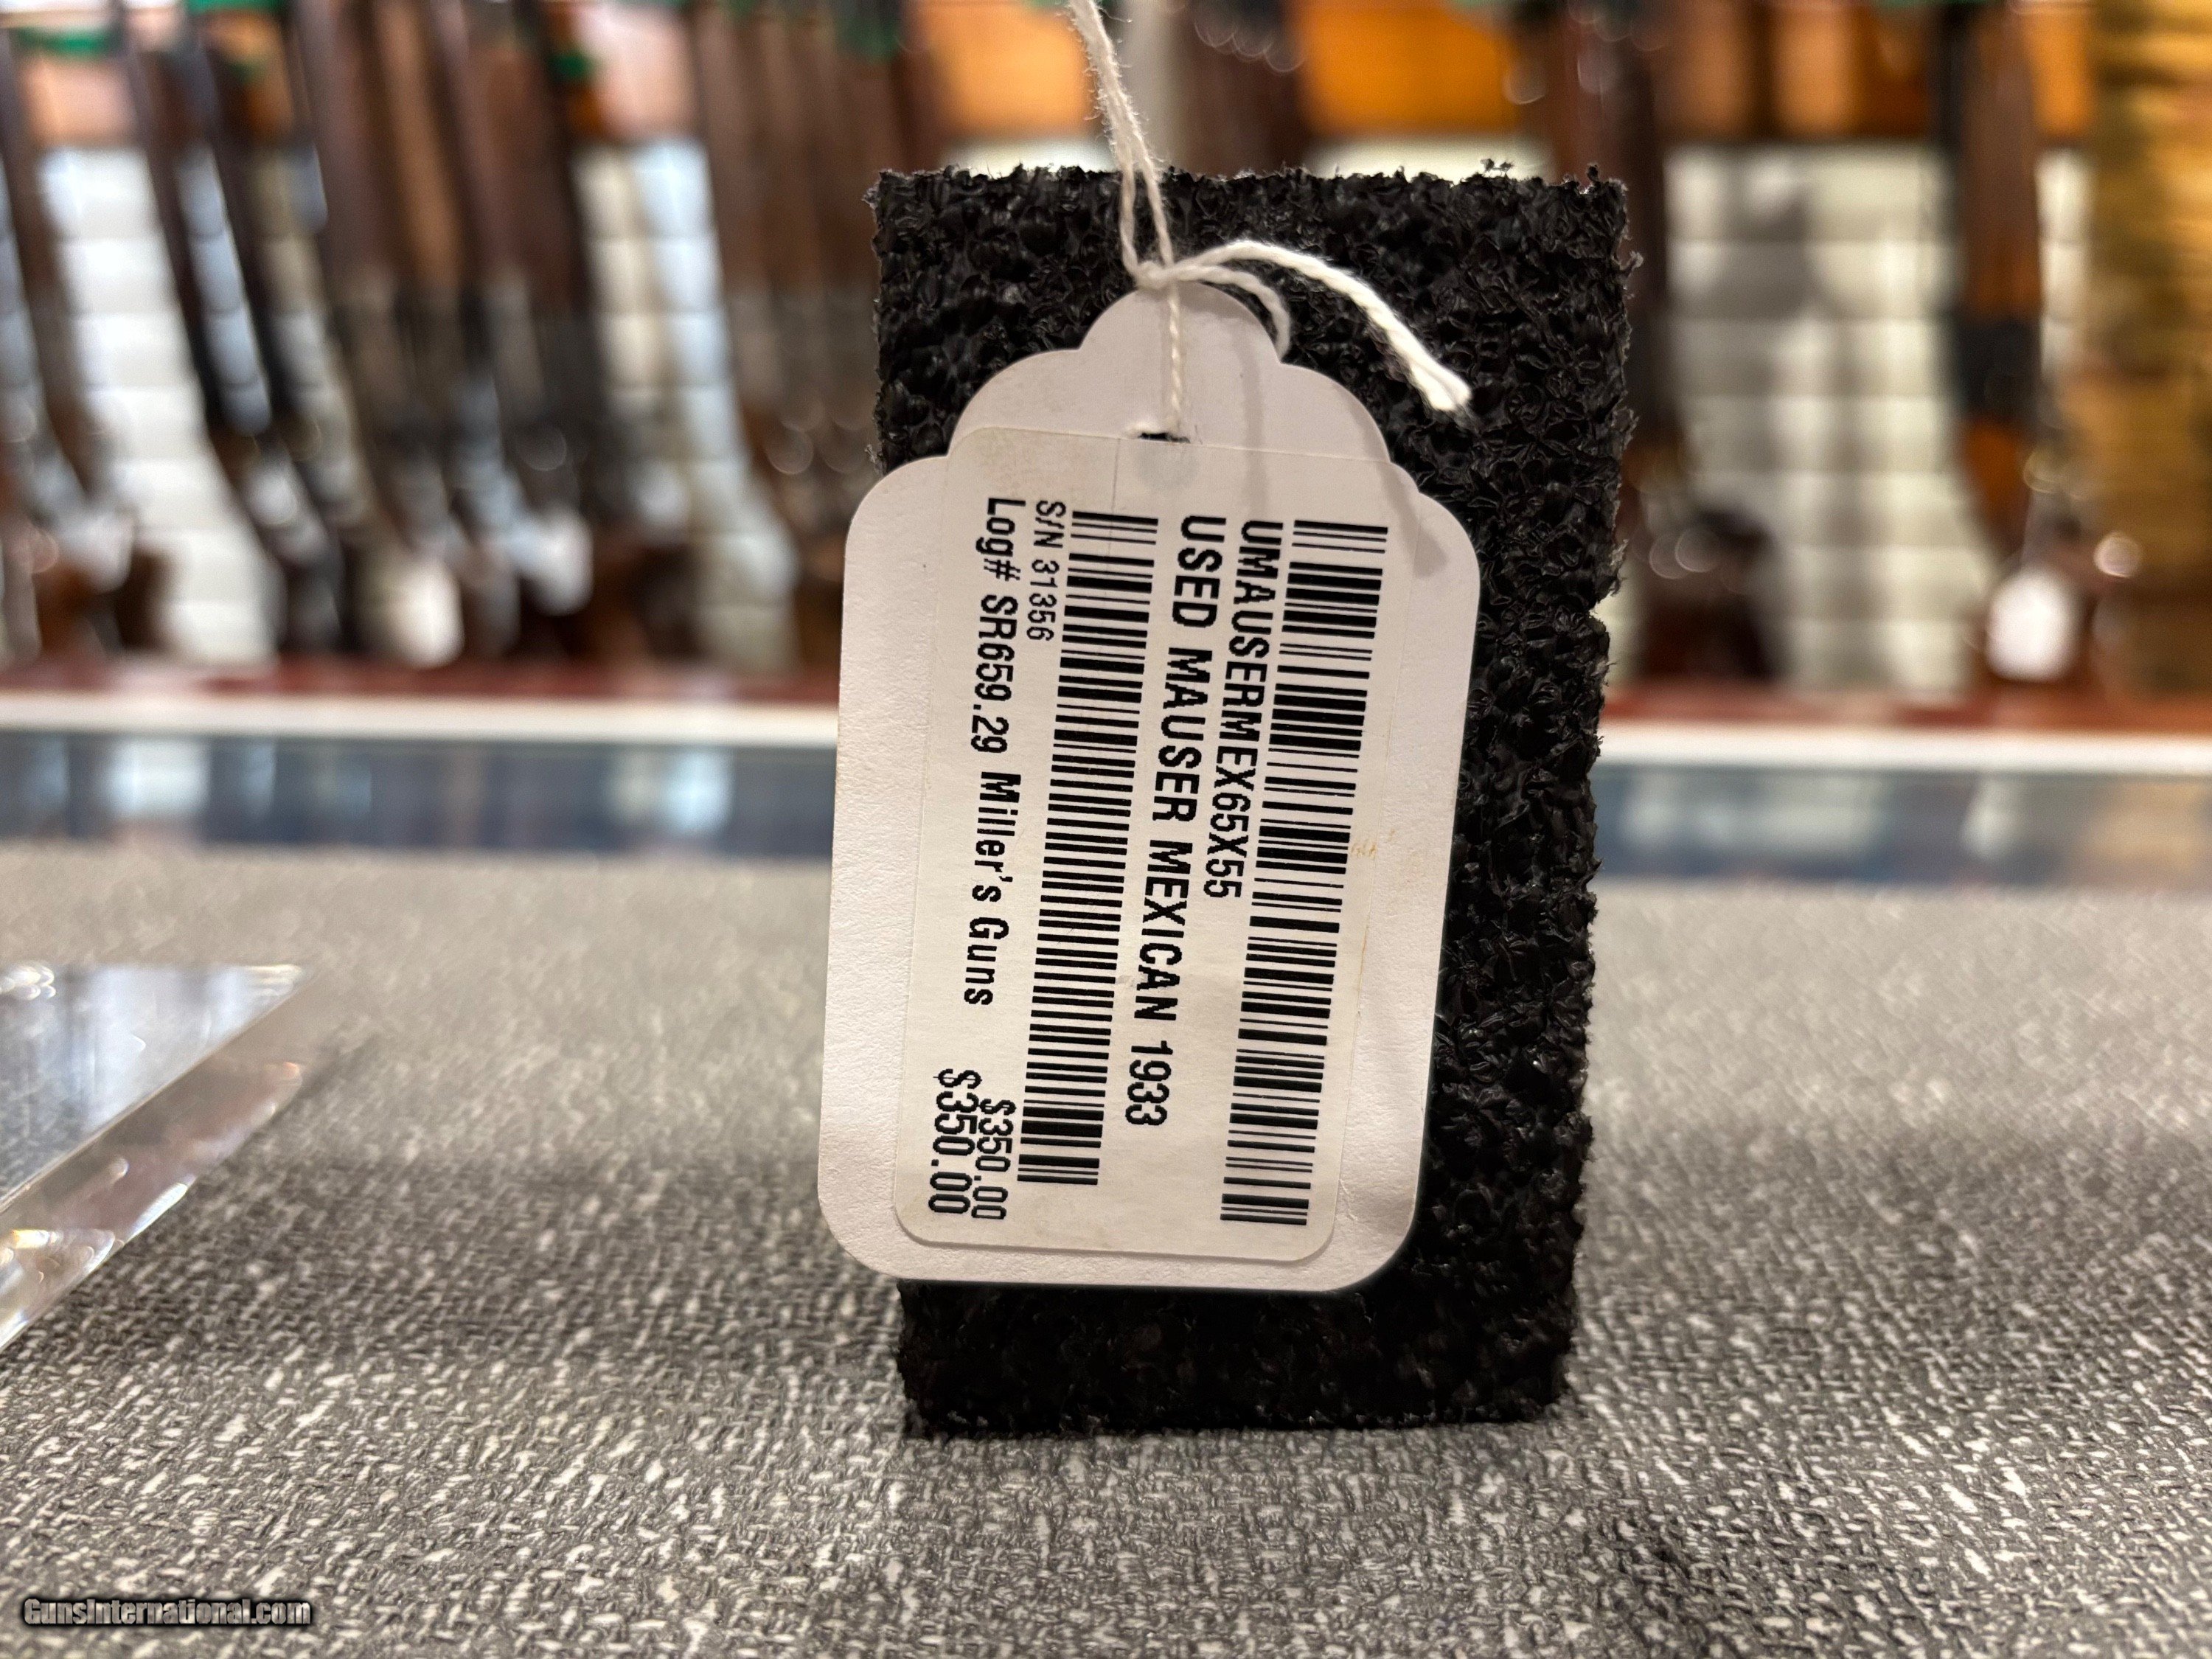 UMAUSERMEX65X55
USED MAUSER MEXICAN 1933
S/N 31356
$350.00
Log# SR659.29 Miller's Guns $350.00
GunsInternational.com